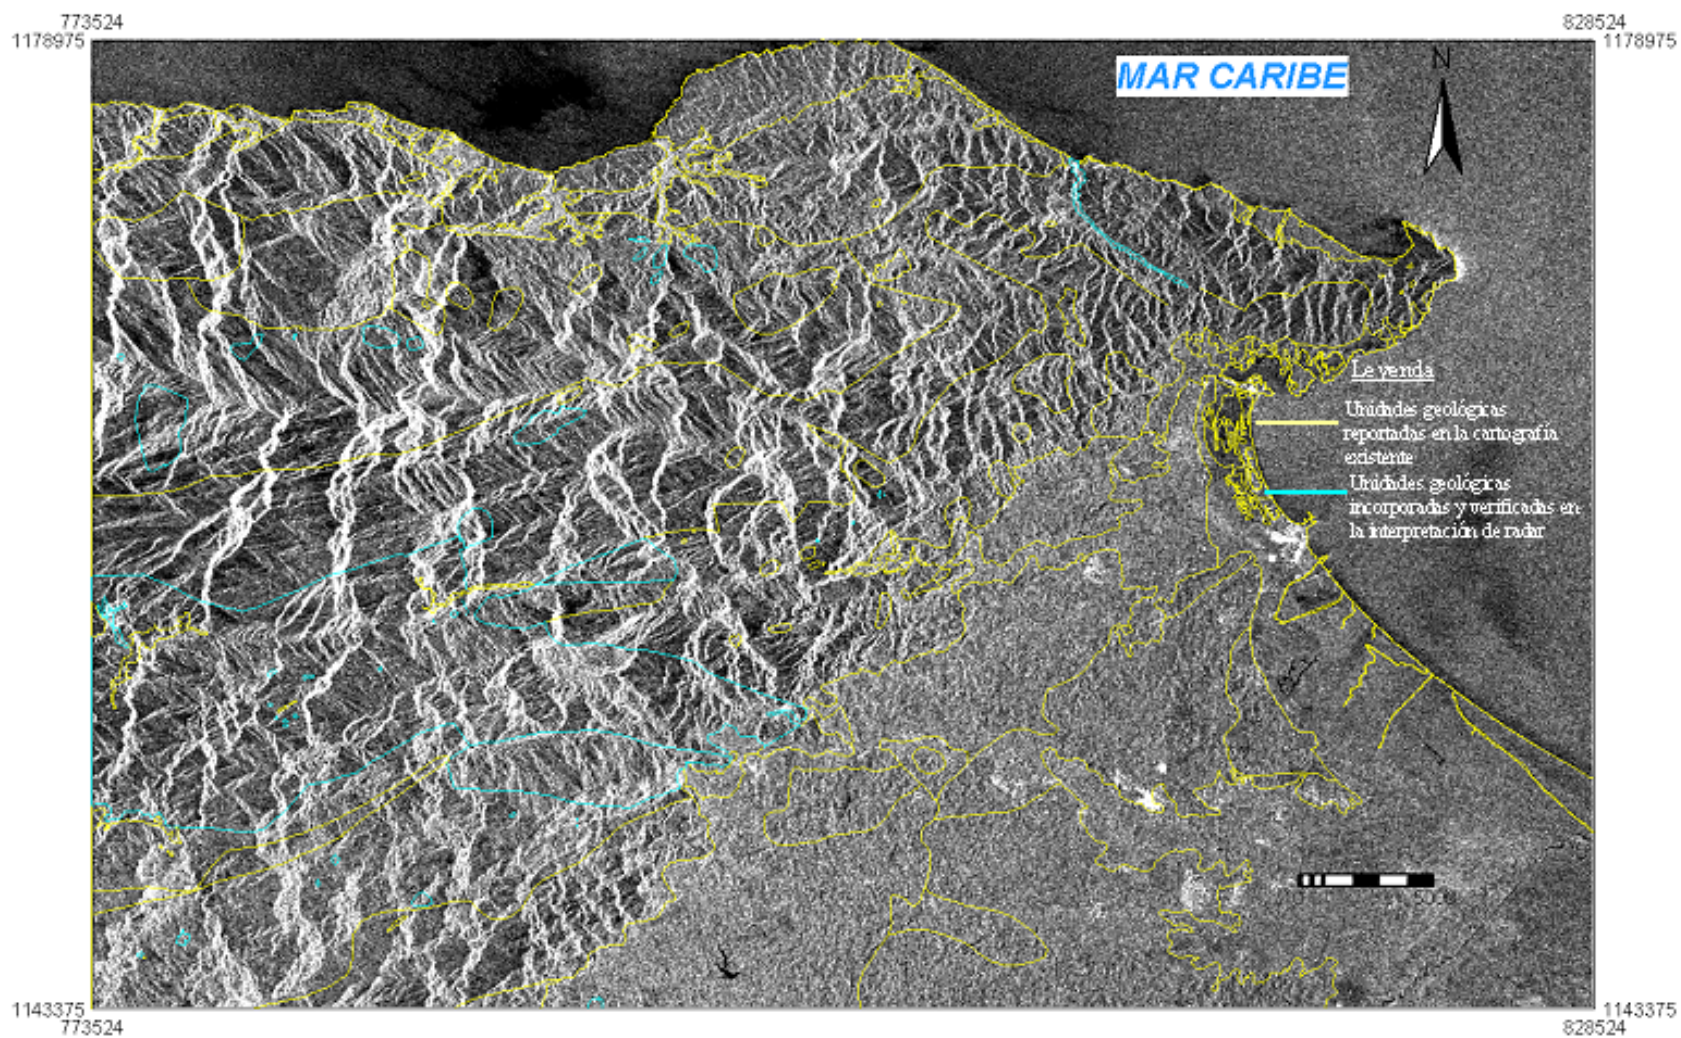 773524 828524
1178975 1178975
MAR CARIBE
N
Leyenda
Unidades geológicas
reportadas en la cartografía
existente
Unidades geológicas
incorporadas y verificadas en
la interpretación de radar
1143375 1143375
773524 828524